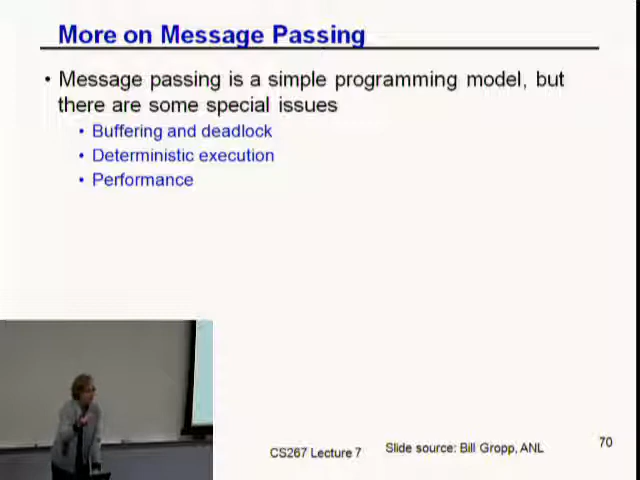 More on Message Passing
• Message passing is a simple programming model, but
there are some special issues
• Buffering and deadlock
• Deterministic execution
• Performance
CS267 Lecture 7
Slide source: Bill Gropp, ANL
70